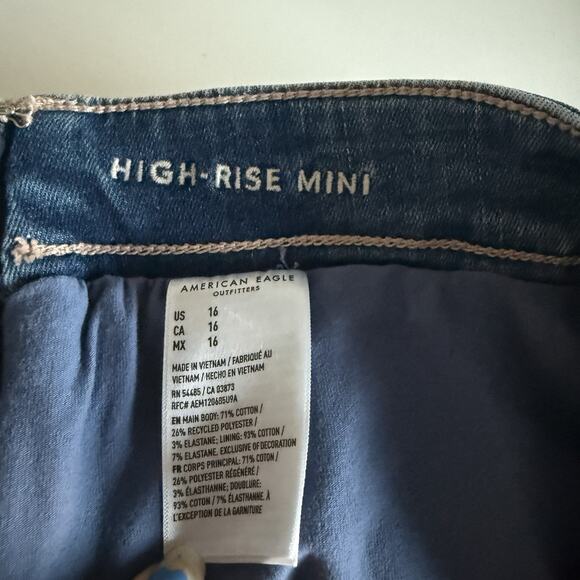 HIGH-RISE MINI
AMERICAN EAGLE
OUTFITTERS
US 16
CA 16
MX 16
MADE IN VIETNAM / FABRIQUÉ AU
VIETNAM / HECHO EN VIETNAM
RN 54485 / CA 03873
RFC# AEM120685U9A
EN MAIN BODY: 71% COTTON /
26% RECYCLED POLYESTER /
3% ELASTANE; LINING: 93% COTTON /
7% ELASTANE, EXCLUSIVE OF DECORATION
FR CORPS PRINCIPAL: 71% COTON /
26% POLYESTER RÉGÉNÉRÉ /
3% ÉLASTHANNE; DOUBLURE:
93% COTON / 7% ÉLASTHANNE, À
L'EXCEPTION DE LA GARNITURE